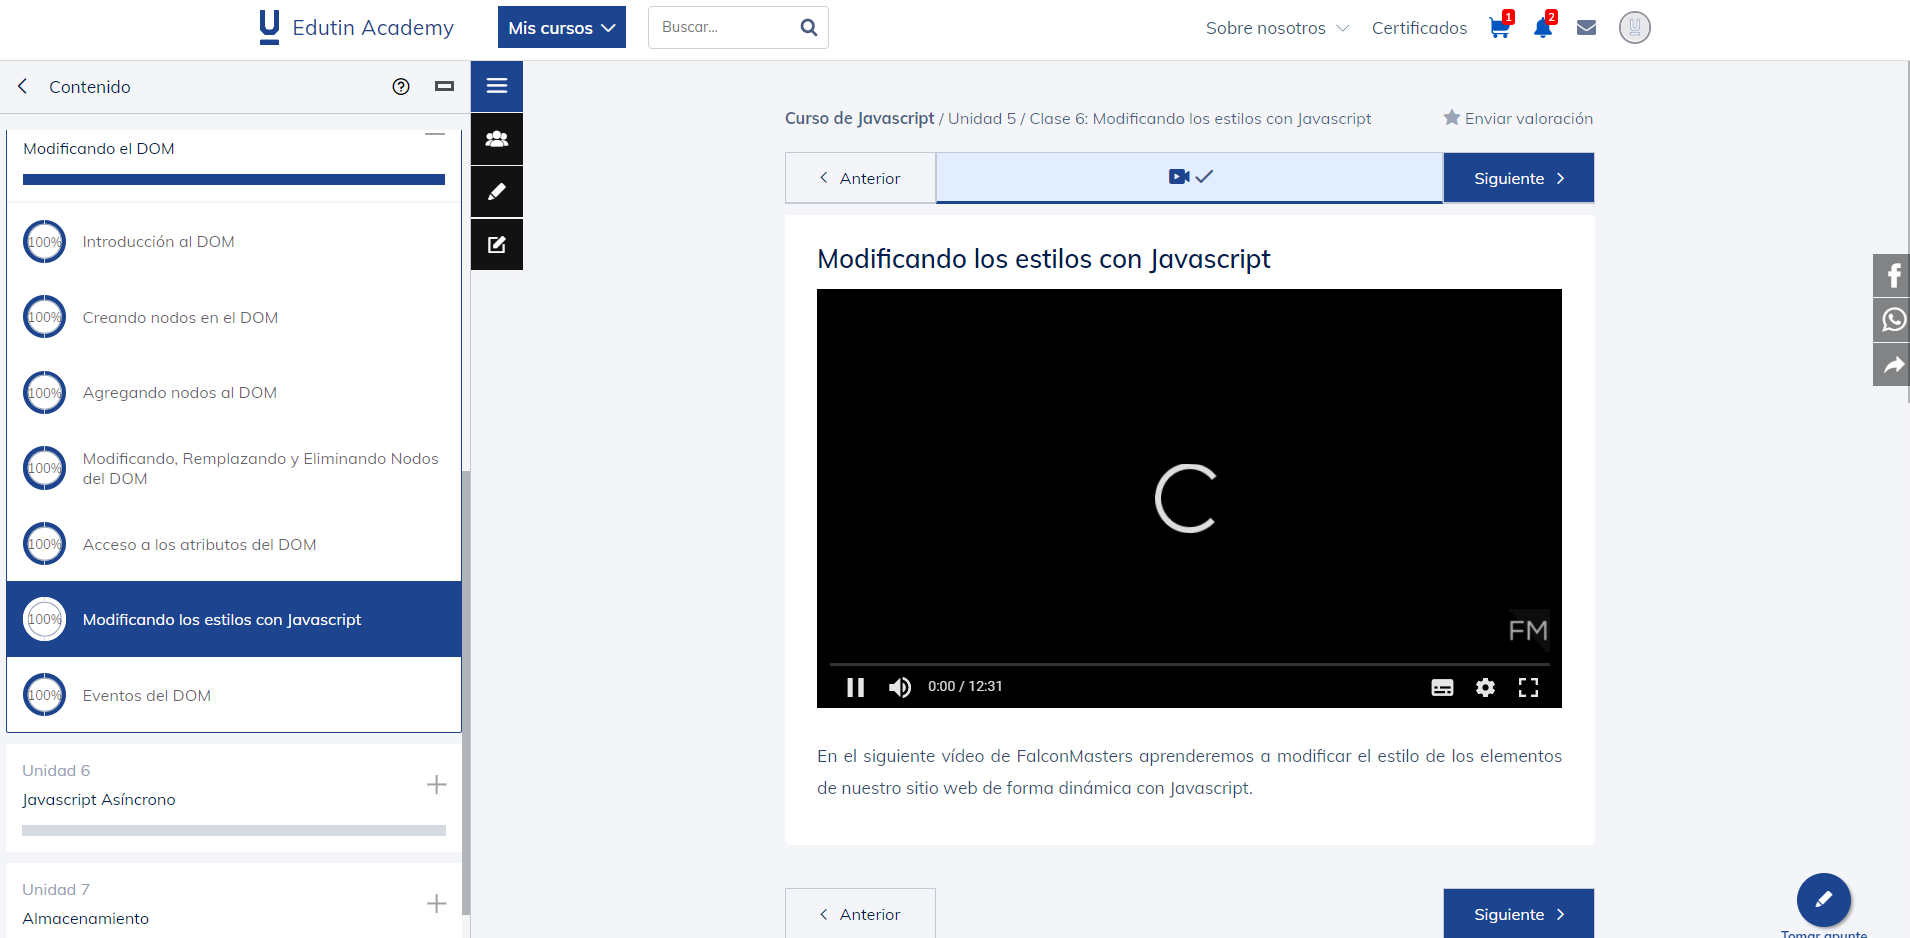 Edutin Academy
Mis cursos
Buscar...
Sobre nosotros
Certificados
1
2
Contenido
Modificando el DOM
100% Introducción al DOM
100% Creando nodos en el DOM
100% Agregando nodos al DOM
100% Modificando, Remplazando y Eliminando Nodos
del DOM
100% Acceso a los atributos del DOM
100% Modificando los estilos con Javascript
100% Eventos del DOM
Unidad 6
Javascript Asíncrono
Unidad 7
Almacenamiento
Curso de Javascript / Unidad 5 / Clase 6: Modificando los estilos con Javascript
Enviar valoración
Anterior
Siguiente
Modificando los estilos con Javascript
FM
0:00 / 12:31
En el siguiente vídeo de FalconMasters aprenderemos a modificar el estilo de los elementos
de nuestro sitio web de forma dinámica con Javascript.
Anterior
Siguiente
Tomar apunte